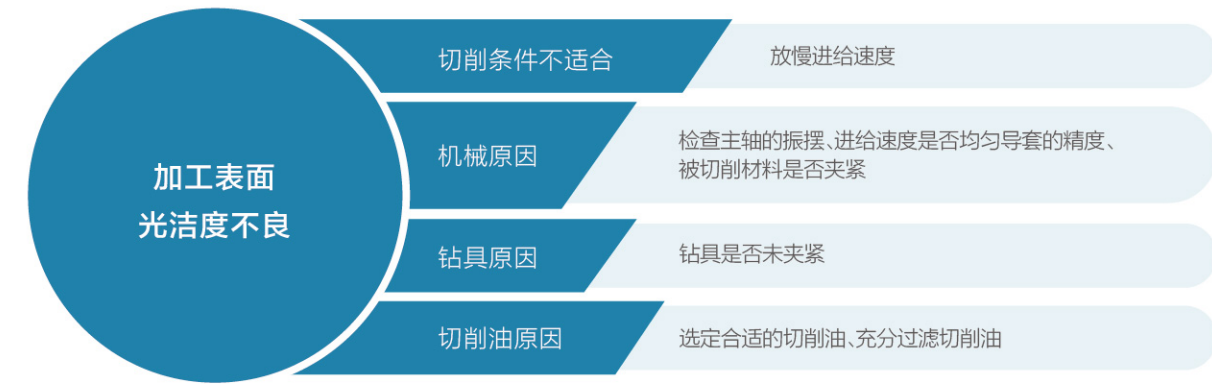 加工表面
光洁度不良
切削条件不适合
放慢进给速度
机械原因
检查主轴的振摆、进给速度是否均匀导套的精度、
被切削材料是否夹紧
钻具原因
钻具是否未夹紧
切削油原因
选定合适的切削油、充分过滤切削油